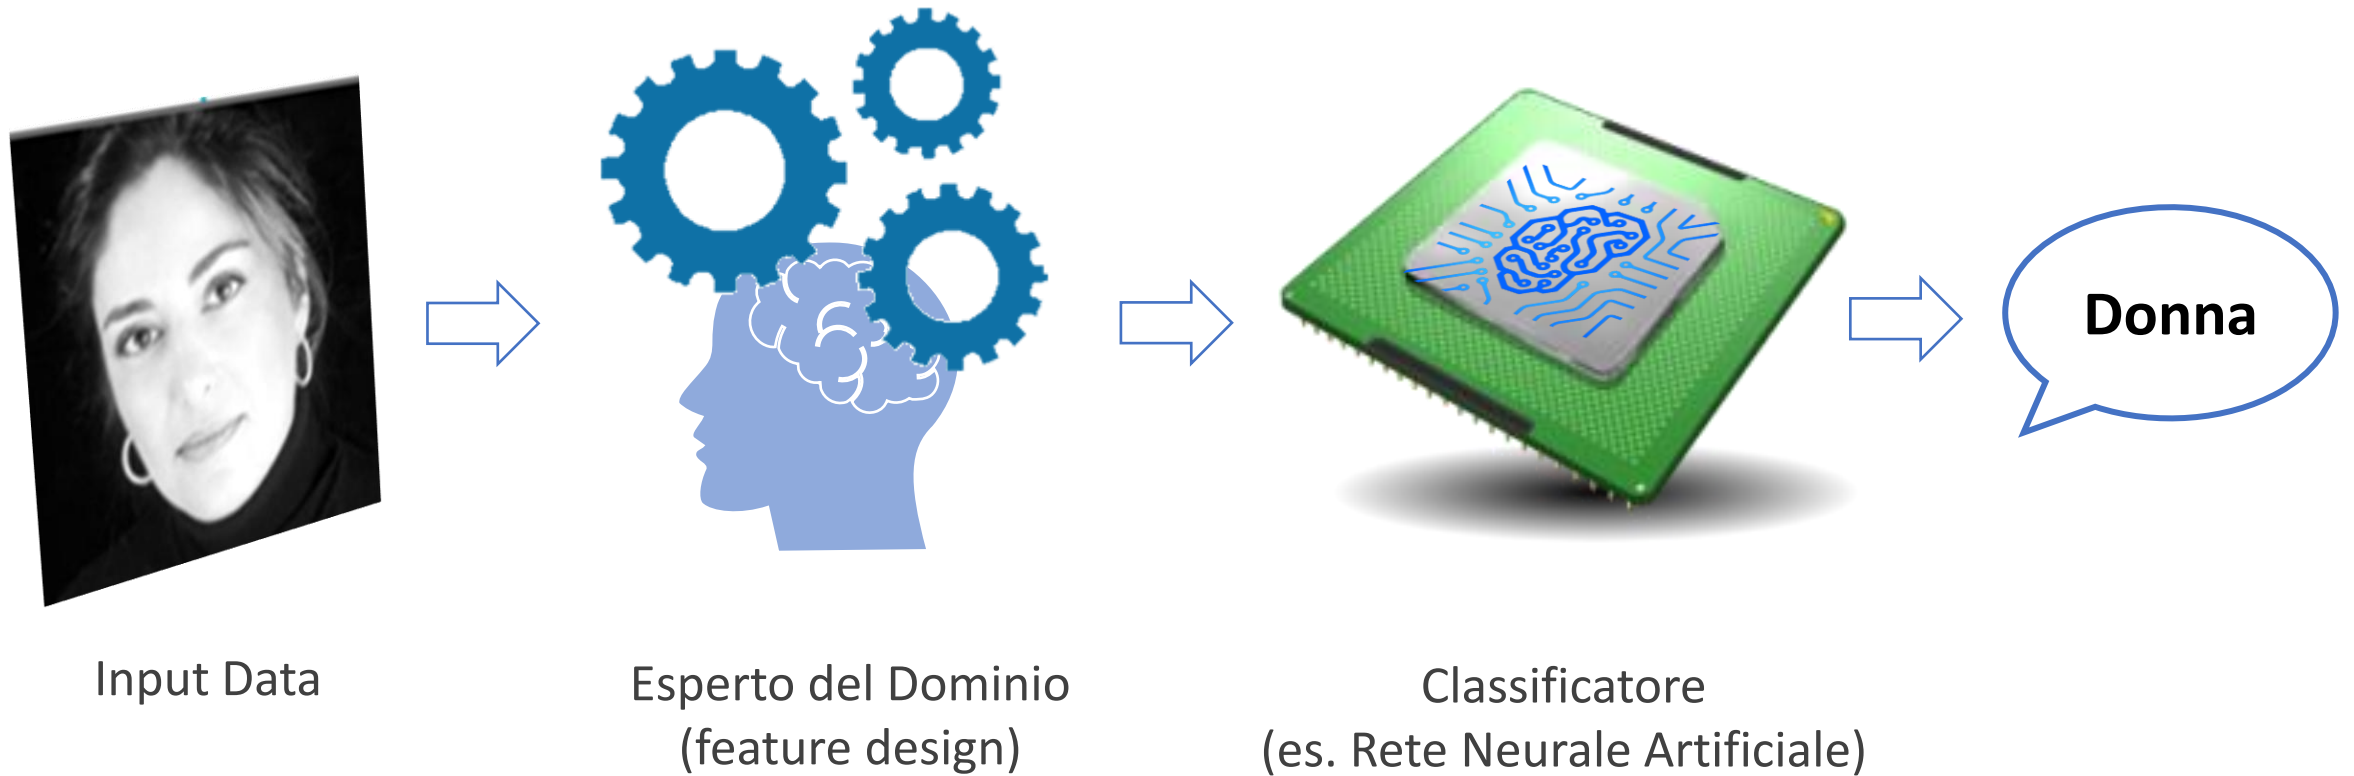 Donna
Input Data
Esperto del Dominio
(feature design)
Classificatore
(es. Rete Neurale Artificiale)